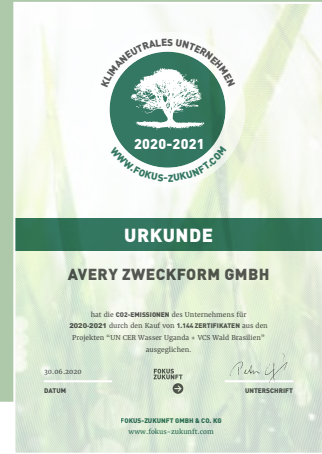 KLIMANEUTRALES UNTERNEHMEN
2020-2021
WWW.FOKUS-ZUKUNFT.COM
URKUNDE
AVERY ZWECKFORM GMBH
hat die CO2-EMISSIONEN des Unternehmens für
2020-2021 durch den Kauf von 1.144 ZERTIFIKATEN aus den
Projekten “UN CER Wasser Uganda + VCS Wald Brasilien”
ausgeglichen.
30.06.2020
DATUM
FOKUS
ZUKUNFT
UNTERSCHRIFT
FOKUS-ZUKUNFT GMBH & CO. KG
www.fokus-zukunft.com